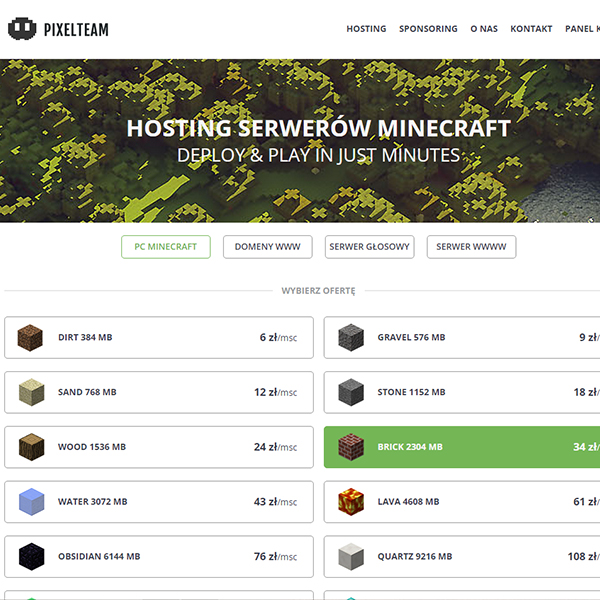 PIXELTEAM
HOSTING SPONSORING O NAS KONTAKT PANEL K
HOSTING SERWERÓW MINECRAFT
DEPLOY & PLAY IN JUST MINUTES
PC MINECRAFT DOMENY WWW SERWER GŁOSOWY SERWER WWWW
WYBIERZ OFERTĘ
DIRT 384 MB 6 zł/msc
GRAVEL 576 MB 9 zł/
SAND 768 MB 12 zł/msc
STONE 1152 MB 18 zł/
WOOD 1536 MB 24 zł/msc
BRICK 2304 MB 34 zł/
WATER 3072 MB 43 zł/msc
LAVA 4608 MB 61 zł/
OBSIDIAN 6144 MB 76 zł/msc
QUARTZ 9216 MB 108 zł/